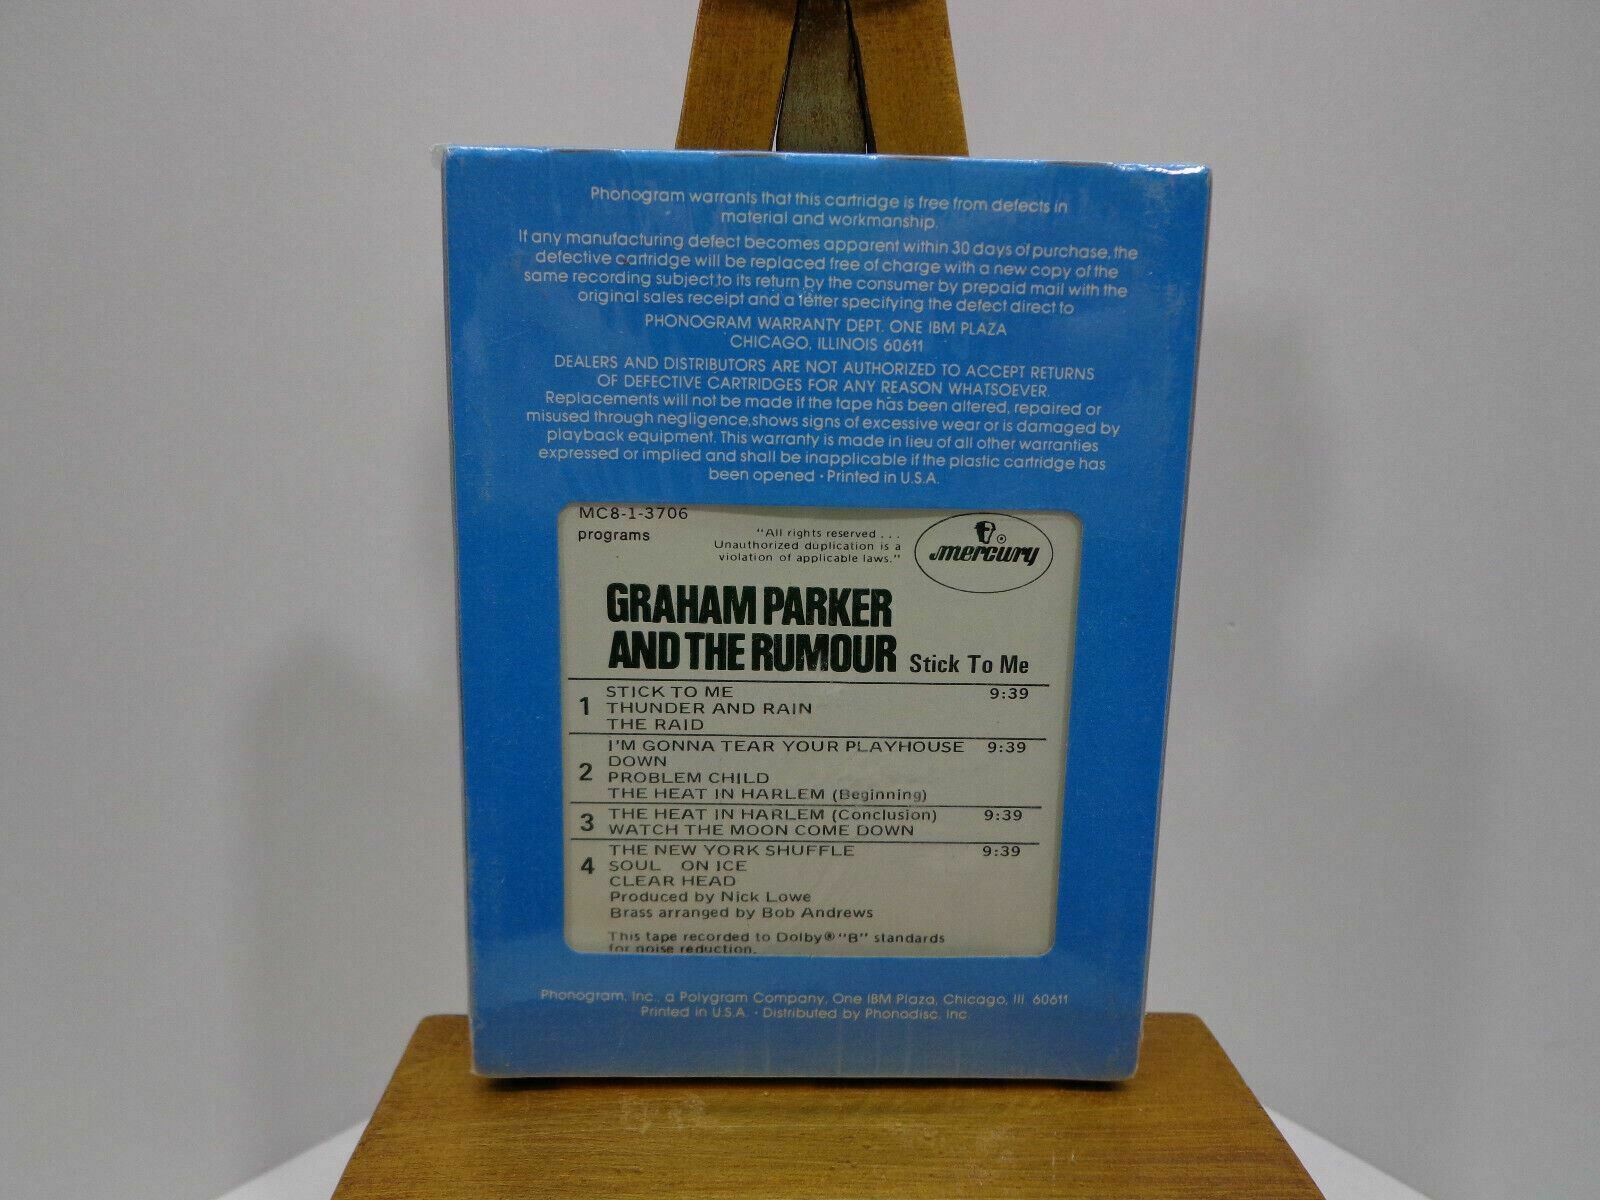 Phonogram warrants that this cartridge is free from defects in
material and workmanship.
If any manufacturing defect becomes apparent within 30 days of purchase, the
defective cartridge will be replaced free of charge with a new copy of the
same recording subject to its return by the consumer by prepaid mail with the
original sales receipt and a letter specifying the defect direct to
PHONOGRAM WARRANTY DEPT. ONE IBM PLAZA
CHICAGO, ILLINOIS 60611
DEALERS AND DISTRIBUTORS ARE NOT AUTHORIZED TO ACCEPT RETURNS
OF DEFECTIVE CARTRIDGES FOR ANY REASON WHATSOEVER.
Replacements will not be made if the tape has been altered, repaired or
misused through negligence, shows signs of excessive wear or is damaged by
playback equipment. This warranty is made in lieu of all other warranties
expressed or implied and shall be inapplicable if the plastic cartridge has
been opened • Printed in U.S.A.
MC8-1-3706
programs
"All rights reserved . . .
Unauthorized duplication is a
violation of applicable laws."
mercury
GRAHAM PARKER
AND THE RUMOUR Stick To Me
1
STICK TO ME 9:39
THUNDER AND RAIN
THE RAID
2
I'M GONNA TEAR YOUR PLAYHOUSE 9:39
DOWN
PROBLEM CHILD
THE HEAT IN HARLEM (Beginning)
3
THE HEAT IN HARLEM (Conclusion) 9:39
WATCH THE MOON COME DOWN
4
THE NEW YORK SHUFFLE 9:39
SOUL ON ICE
CLEAR HEAD
Produced by Nick Lowe
Brass arranged by Bob Andrews
This tape recorded to Dolby® "B" standards
for noise reduction.
Phonogram, Inc., a Polygram Company, One IBM Plaza, Chicago, Ill. 60611
Printed in U.S.A. • Distributed by Phonodisc, Inc.